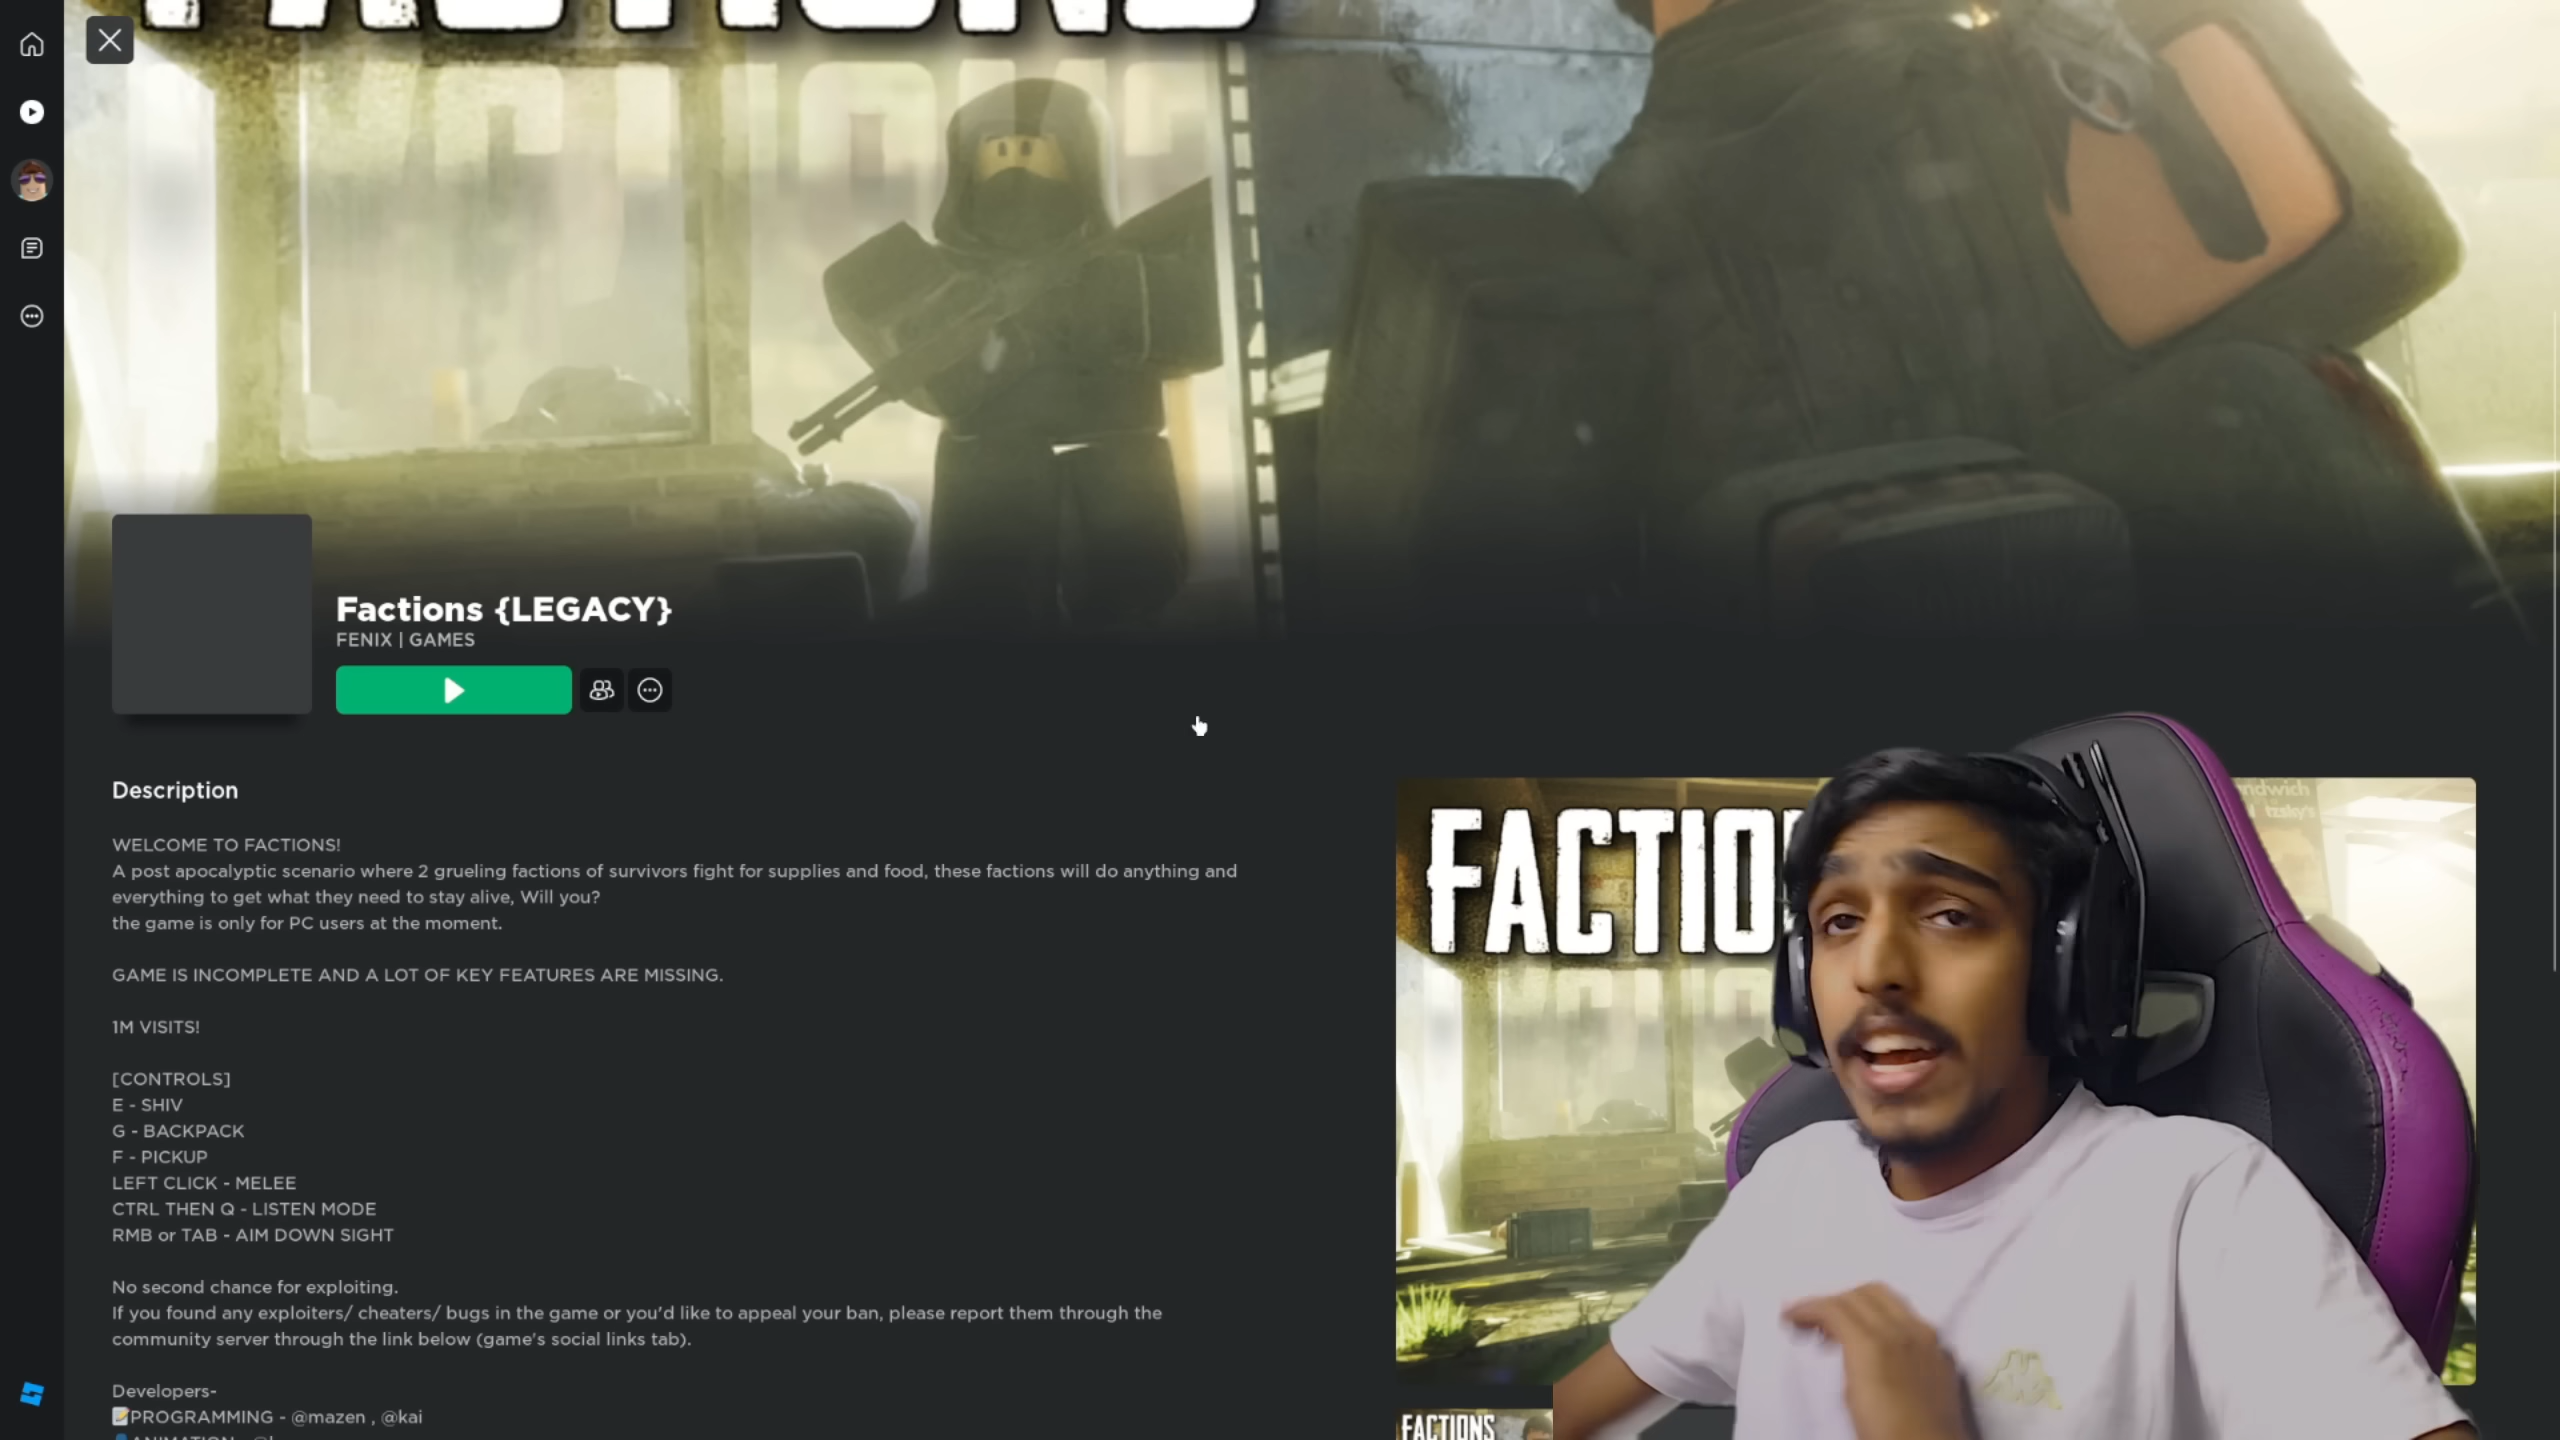 FACTIONS
Factions {LEGACY}
FENIX | GAMES
Description
WELCOME TO FACTIONS!
A post apocalyptic scenario where 2 grueling factions of survivors fight for supplies and food, these factions will do anything and
everything to get what they need to stay alive, Will you?
the game is only for PC users at the moment.
GAME IS INCOMPLETE AND A LOT OF KEY FEATURES ARE MISSING.
1M VISITS!
[CONTROLS]
E - SHIV
G - BACKPACK
F - PICKUP
LEFT CLICK - MELEE
CTRL THEN Q - LISTEN MODE
RMB or TAB - AIM DOWN SIGHT
No second chance for exploiting.
If you found any exploiters/ cheaters/ bugs in the game or you'd like to appeal your ban, please report them through the
community server through the link below (game's social links tab).
Developers-
📝PROGRAMMING - @mazen , @kai
FACTIO
ndwich
tzsky's
FACTIONS